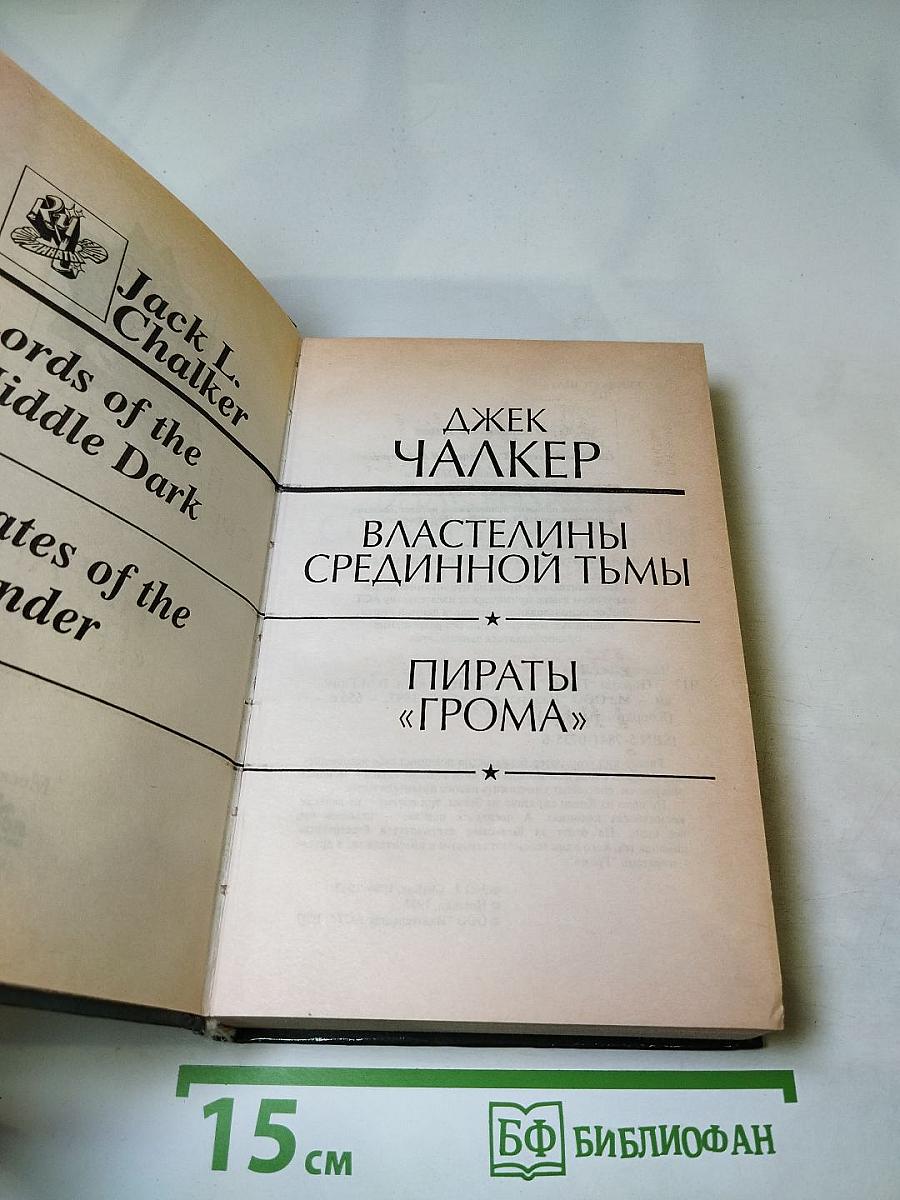 Jack L.
Chalker
ords of the
iddle Dark
ates of the
nder
ДЖЕК
ЧАЛКЕР
ВЛАСТЕЛИНЫ
СРЕДИННОЙ ТЬМЫ
ПИРАТЫ
«ГРОМА»
15 см
БФ БИБЛИОФАН